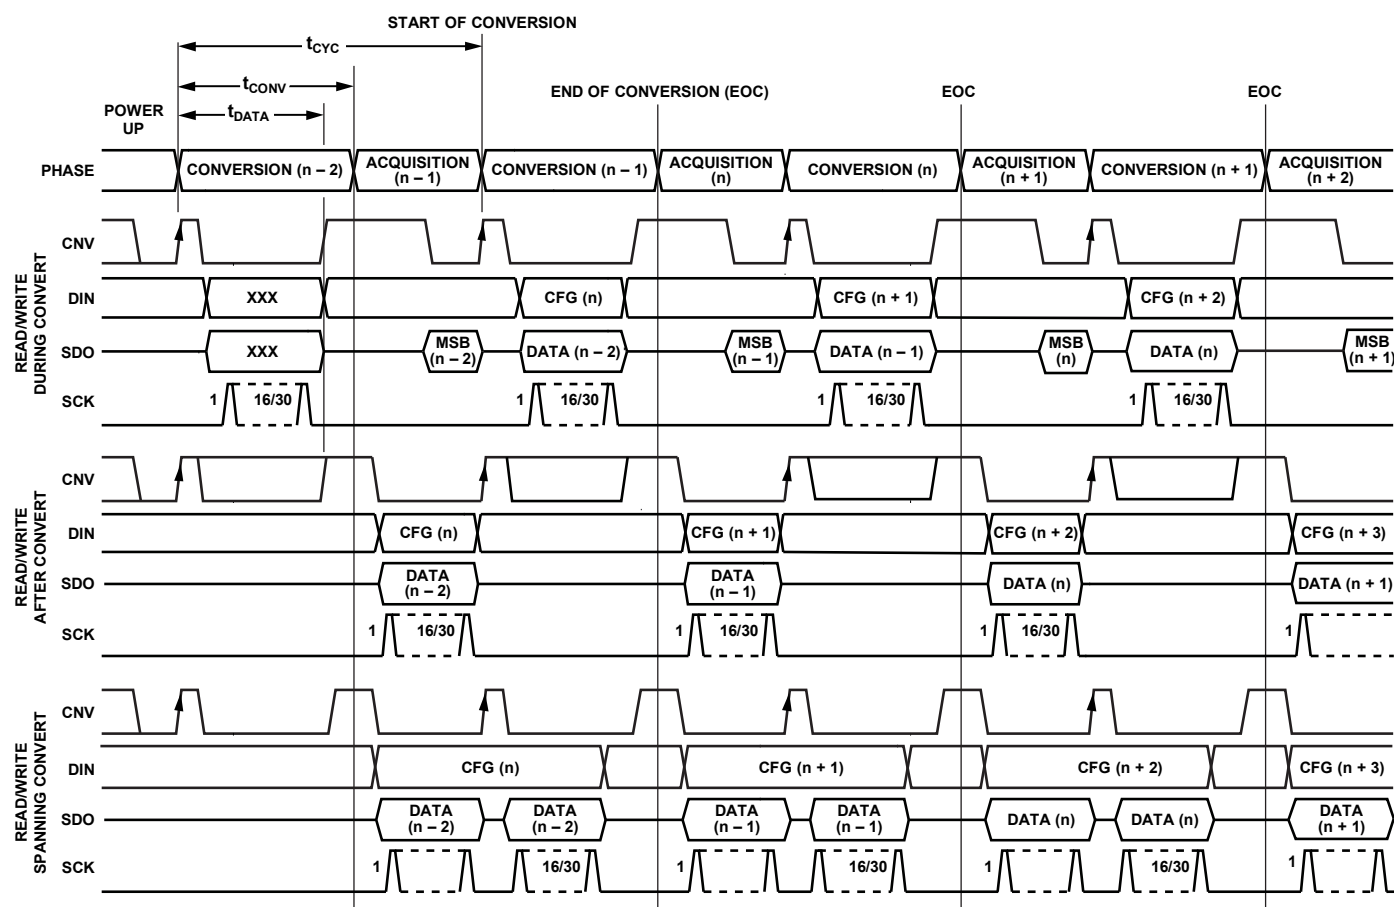 START OF CONVERSION
tCYC
tCONV
END OF CONVERSION (EOC)
EOC
EOC
POWER
UP
tDATA
PHASE
CONVERSION (n – 2)
ACQUISITION
(n – 1)
CONVERSION (n – 1)
ACQUISITION
(n)
CONVERSION (n)
ACQUISITION
(n + 1)
CONVERSION (n + 1)
ACQUISITION
(n + 2)
READ/WRITE
DURING CONVERT
CNV
DIN
XXX
CFG (n)
CFG (n + 1)
CFG (n + 2)
SDO
XXX
MSB
(n – 2)
DATA (n – 2)
MSB
(n – 1)
DATA (n – 1)
MSB
(n)
DATA (n)
MSB
(n + 1)
SCK
1
16/30
1
16/30
1
16/30
1
16/30
READ/WRITE
AFTER CONVERT
CNV
DIN
CFG (n)
CFG (n + 1)
CFG (n + 2)
CFG (n + 3)
SDO
DATA
(n – 2)
DATA
(n – 1)
DATA (n)
DATA (n + 1)
SCK
1
16/30
1
16/30
1
16/30
1
READ/WRITE
SPANNING CONVERT
CNV
DIN
CFG (n)
CFG (n + 1)
CFG (n + 2)
CFG (n + 3)
SDO
DATA
(n – 2)
DATA
(n – 2)
DATA
(n – 1)
DATA
(n – 1)
DATA (n)
DATA (n)
DATA
(n + 1)
SCK
1
16/30
1
16/30
1
16/30
1